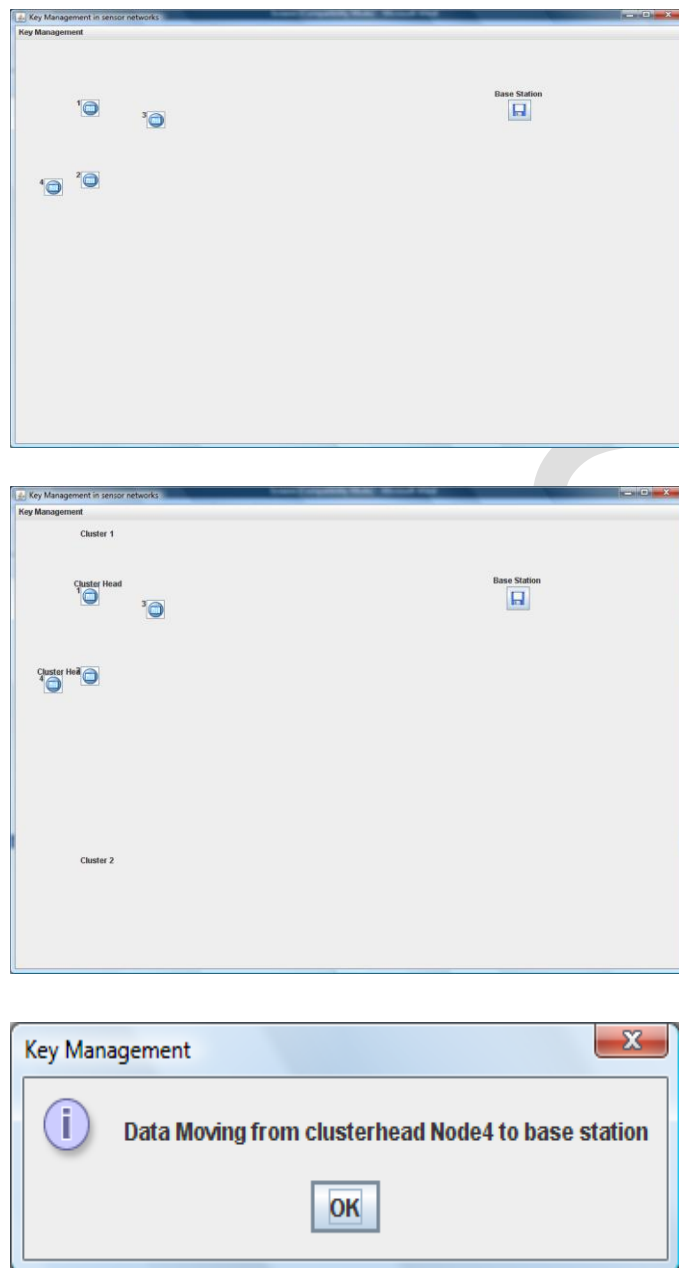 Key Management in sensor networks
Key Management
Base Station
1
3
2
4
Key Management in sensor networks
Key Management
Cluster 1
Cluster Head
1
Base Station
3
Cluster Hea
2
4
Cluster 2
Key Management
X
i
Data Moving from clusterhead Node4 to base station
OK